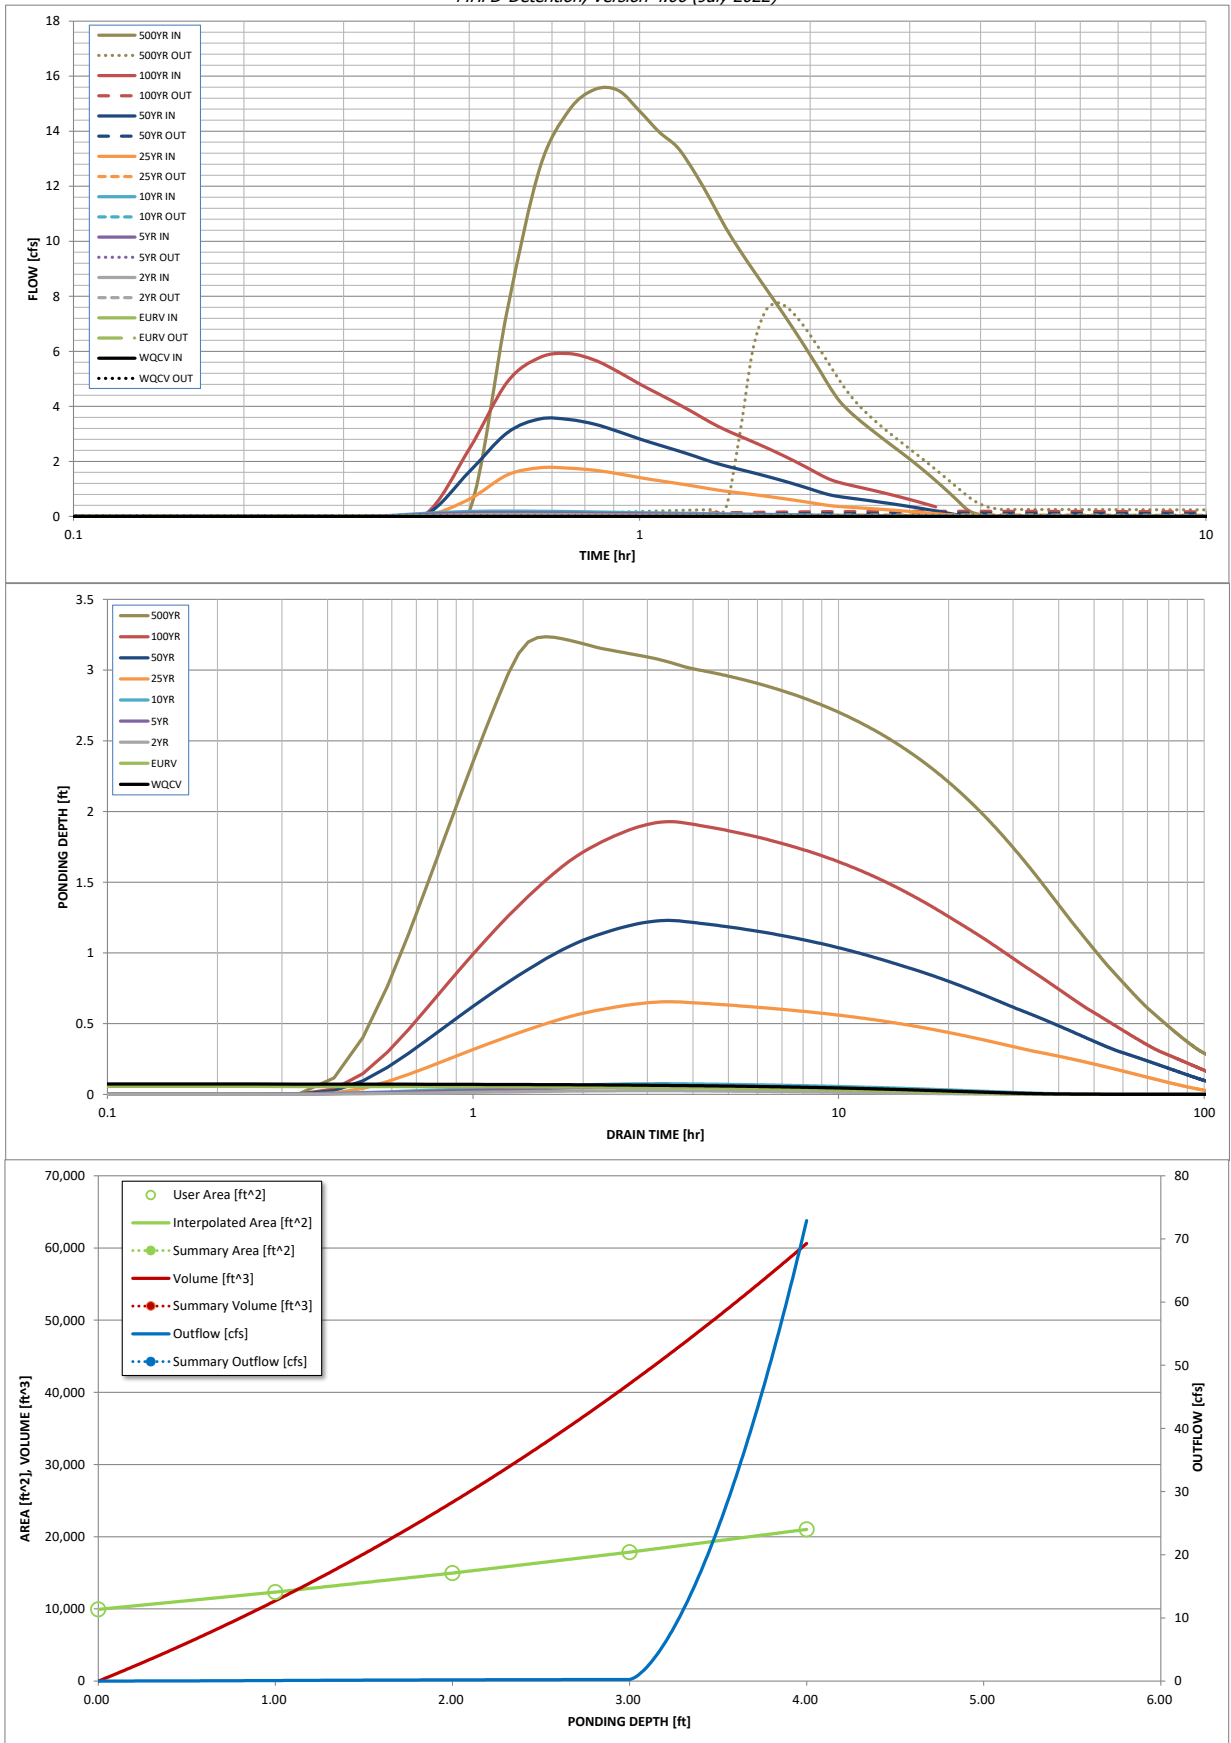 MHFD-Detention, Version 4.06 (July 2022)
18
16
14
12
10
8
6
4
2
0
FLOW [cfs]
500YR IN
500YR OUT
100YR IN
100YR OUT
50YR IN
50YR OUT
25YR IN
25YR OUT
10YR IN
10YR OUT
5YR IN
5YR OUT
2YR IN
2YR OUT
EURV IN
EURV OUT
WQCV IN
WQCV OUT
0.1 1 10
TIME [hr]
3.5
3
2.5
2
1.5
1
0.5
0
PONDING DEPTH [ft]
500YR
100YR
50YR
25YR
10YR
5YR
2YR
EURV
WQCV
0.1 1 10 100
DRAIN TIME [hr]
70,000
60,000
50,000
40,000
30,000
20,000
10,000
0
AREA [ft^2], VOLUME [ft^3]
User Area [ft^2]
Interpolated Area [ft^2]
Summary Area [ft^2]
Volume [ft^3]
Summary Volume [ft^3]
Outflow [cfs]
Summary Outflow [cfs]
80
70
60
50
40
30
20
10
0
OUTFLOW [cfs]
0.00 1.00 2.00 3.00 4.00 5.00 6.00
PONDING DEPTH [ft]